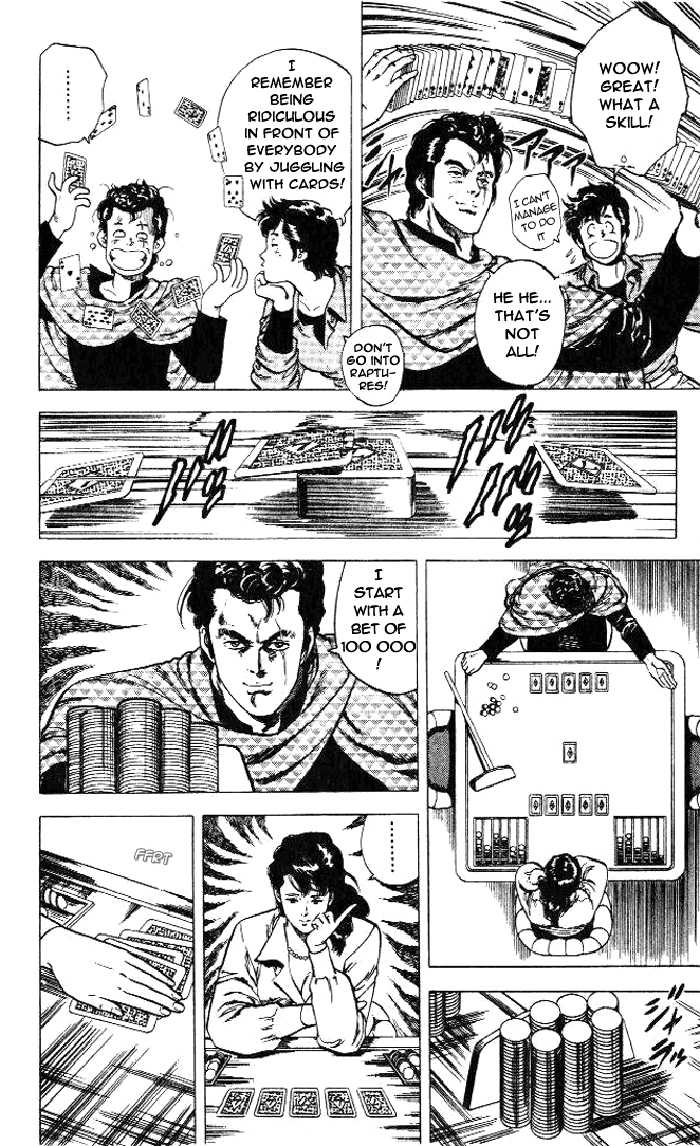 WOOW!
GREAT!
WHAT A
SKILL!
I CAN'T
MANAGE
TO DO
IT
HE HE...
THAT'S
NOT
ALL!
I
REMEMBER
BEING
RIDICULOUS
IN FRONT OF
EVERYBODY
BY JUGGLING
WITH CARDS!
........
DON'T
GO INTO
RAPTU-
RES!
I
START
WITH A
BET OF
100 000
!
........
FFRT